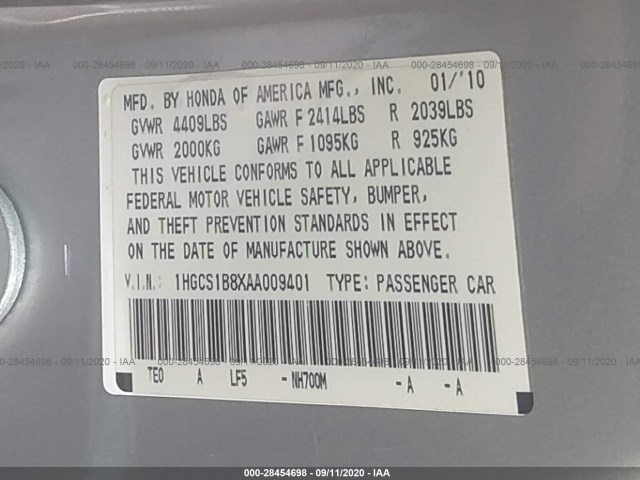 000-28454698 - 09/11/2020 - IAA
MFD. BY HONDA OF AMERICA MFG., INC. 01/'10
GVWR 4409LBS GAWR F 2414LBS R 2039LBS
GVWR 2000KG GAWR F 1095KG R 925KG
THIS VEHICLE CONFORMS TO ALL APPLICABLE
FEDERAL MOTOR VEHICLE SAFETY, BUMPER,
AND THEFT PREVENTION STANDARDS IN EFFECT
ON THE DATE OF MANUFACTURE SHOWN ABOVE.
V.I.N.: 1HGCS1B8XAA009401 TYPE: PASSENGER CAR
TE0 A LF5 -NH700M -A -A
000-28454698 - 09/11/2020 - IAA